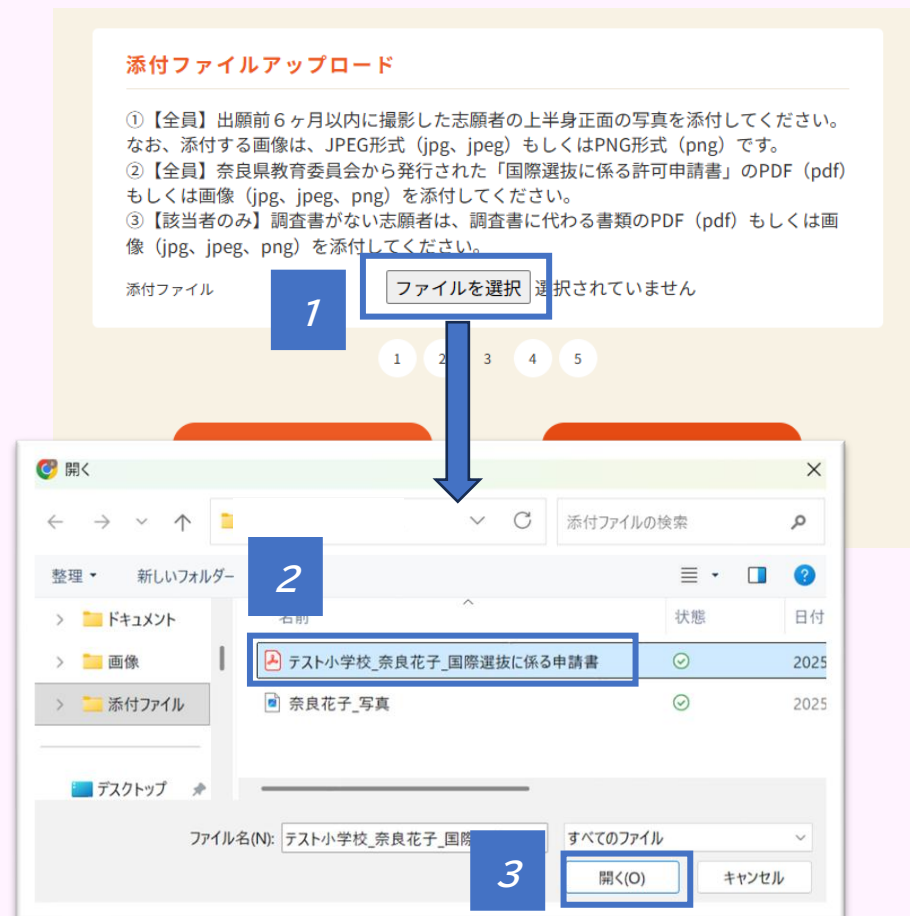 添付ファイルアップロード
①【全員】出願前６ヶ月以内に撮影した志願者の上半身正面の写真を添付してください。
なお、添付する画像は、JPEG形式（jpg、jpeg）もしくはPNG形式（png）です。
②【全員】奈良県教育委員会から発行された「国際選抜に係る許可申請書」のPDF（pdf）
もしくは画像（jpg、jpeg、png）を添付してください。
③【該当者のみ】調査書がない志願者は、調査書に代わる書類のPDF（pdf）もしくは画
像（jpg、jpeg、png）を添付してください。
添付ファイル
1
ファイルを選択 選択されていません
1 2 3 4 5
開く
添付ファイルの検索
整理 新しいフォルダー
2
名前 状態 日付
ドキュメント
画像
添付ファイル
テスト小学校_奈良花子_国際選抜に係る申請書 2025
奈良花子_写真 2025
デスクトップ
ファイル名(N): テスト小学校_奈良花子_国際 すべてのファイル
3
開く(O) キャンセル